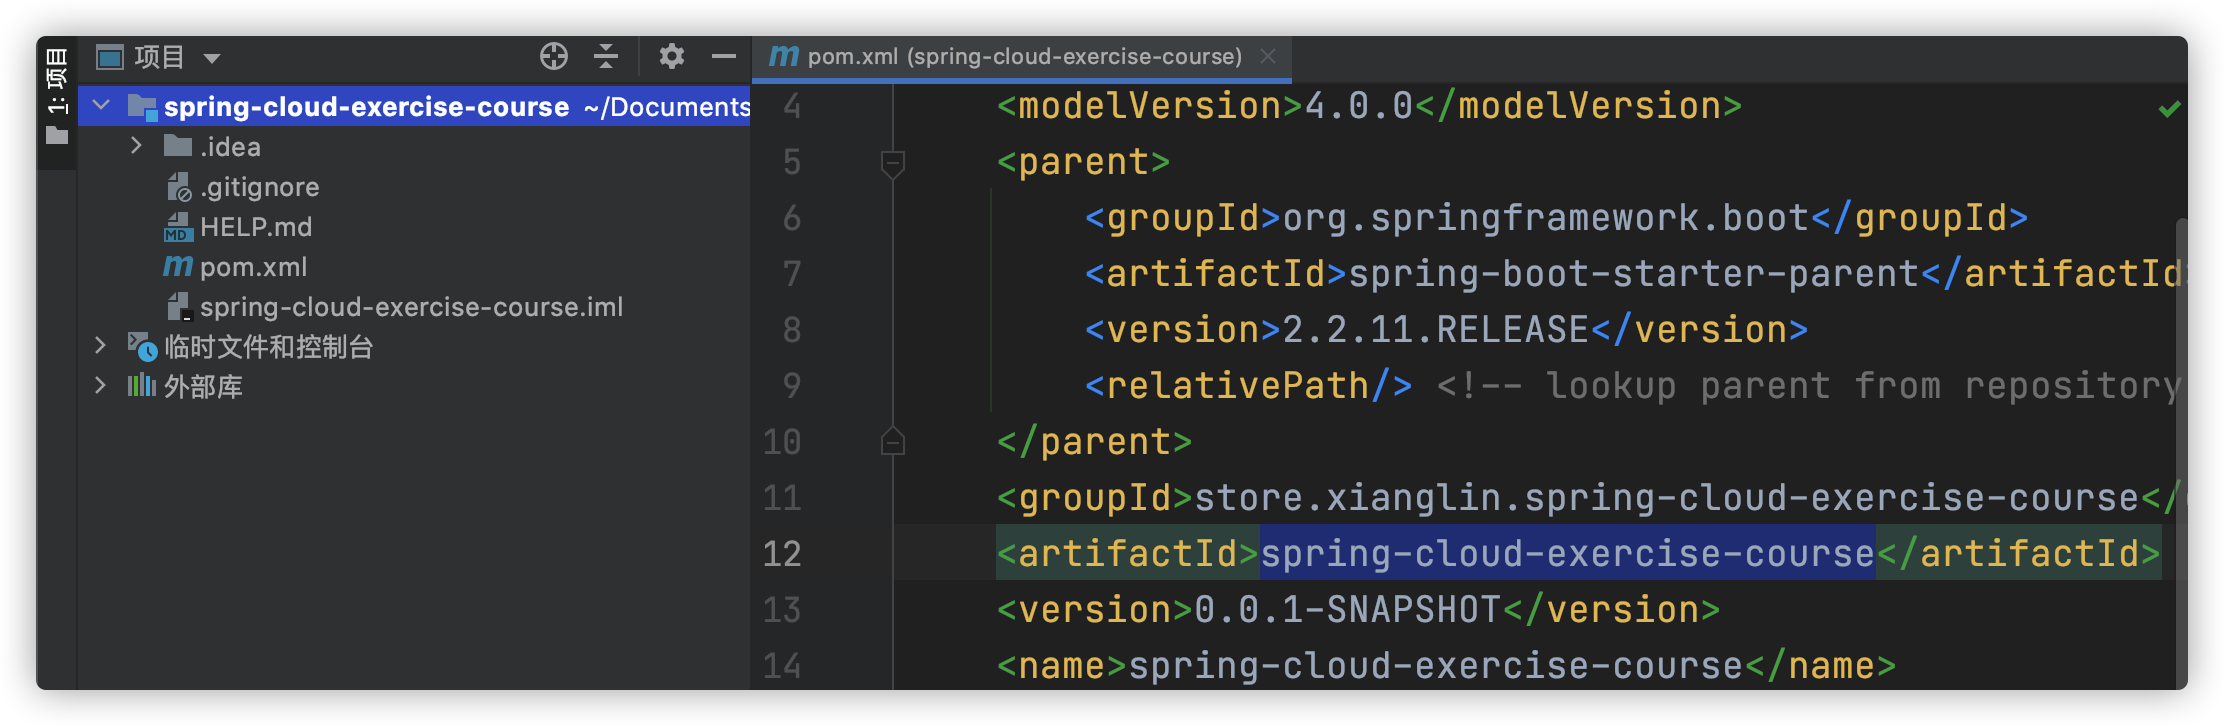 1: 项目
项目
spring-cloud-exercise-course ~/Documents
.idea
.gitignore
HELP.md
pom.xml
spring-cloud-exercise-course.iml
临时文件和控制台
外部库
pom.xml (spring-cloud-exercise-course)
4 <modelVersion>4.0.0</modelVersion>
5 <parent>
6 <groupId>org.springframework.boot</groupId>
7 <artifactId>spring-boot-starter-parent</artifactId>
8 <version>2.2.11.RELEASE</version>
9 <relativePath/> <!-- lookup parent from repository
10 </parent>
11 <groupId>store.xianglin.spring-cloud-exercise-course</
12 <artifactId>spring-cloud-exercise-course</artifactId>
13 <version>0.0.1-SNAPSHOT</version>
14 <name>spring-cloud-exercise-course</name>